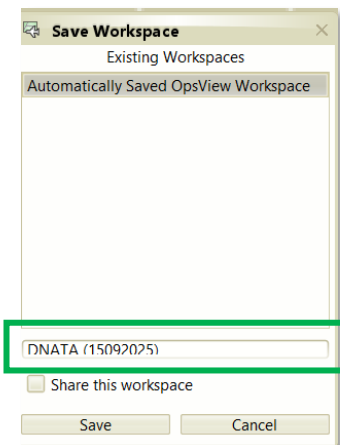 Save Workspace
Existing Workspaces
Automatically Saved OpsView Workspace
DNATA (15092025)
Share this workspace
Save Cancel